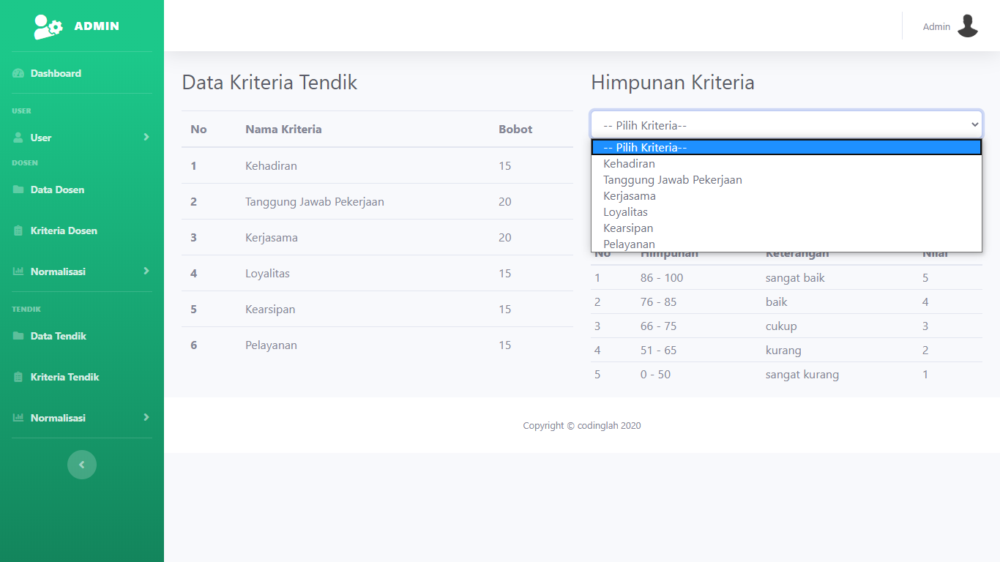 ADMIN
Dashboard
USER
User
DOSEN
Data Dosen
Kriteria Dosen
Normalisasi
TENDIK
Data Tendik
Kriteria Tendik
Normalisasi
Admin
Data Kriteria Tendik
No Nama Kriteria Bobot
1 Kehadiran 15
2 Tanggung Jawab Pekerjaan 20
3 Kerjasama 20
4 Loyalitas 15
5 Kearsipan 15
6 Pelayanan 15
Himpunan Kriteria
-- Pilih Kriteria--
-- Pilih Kriteria--
Kehadiran
Tanggung Jawab Pekerjaan
Kerjasama
Loyalitas
Kearsipan
Pelayanan
No Himpunan Keterangan Nilai
1 86 - 100 sangat baik 5
2 76 - 85 baik 4
3 66 - 75 cukup 3
4 51 - 65 kurang 2
5 0 - 50 sangat kurang 1
Copyright © codinglah 2020